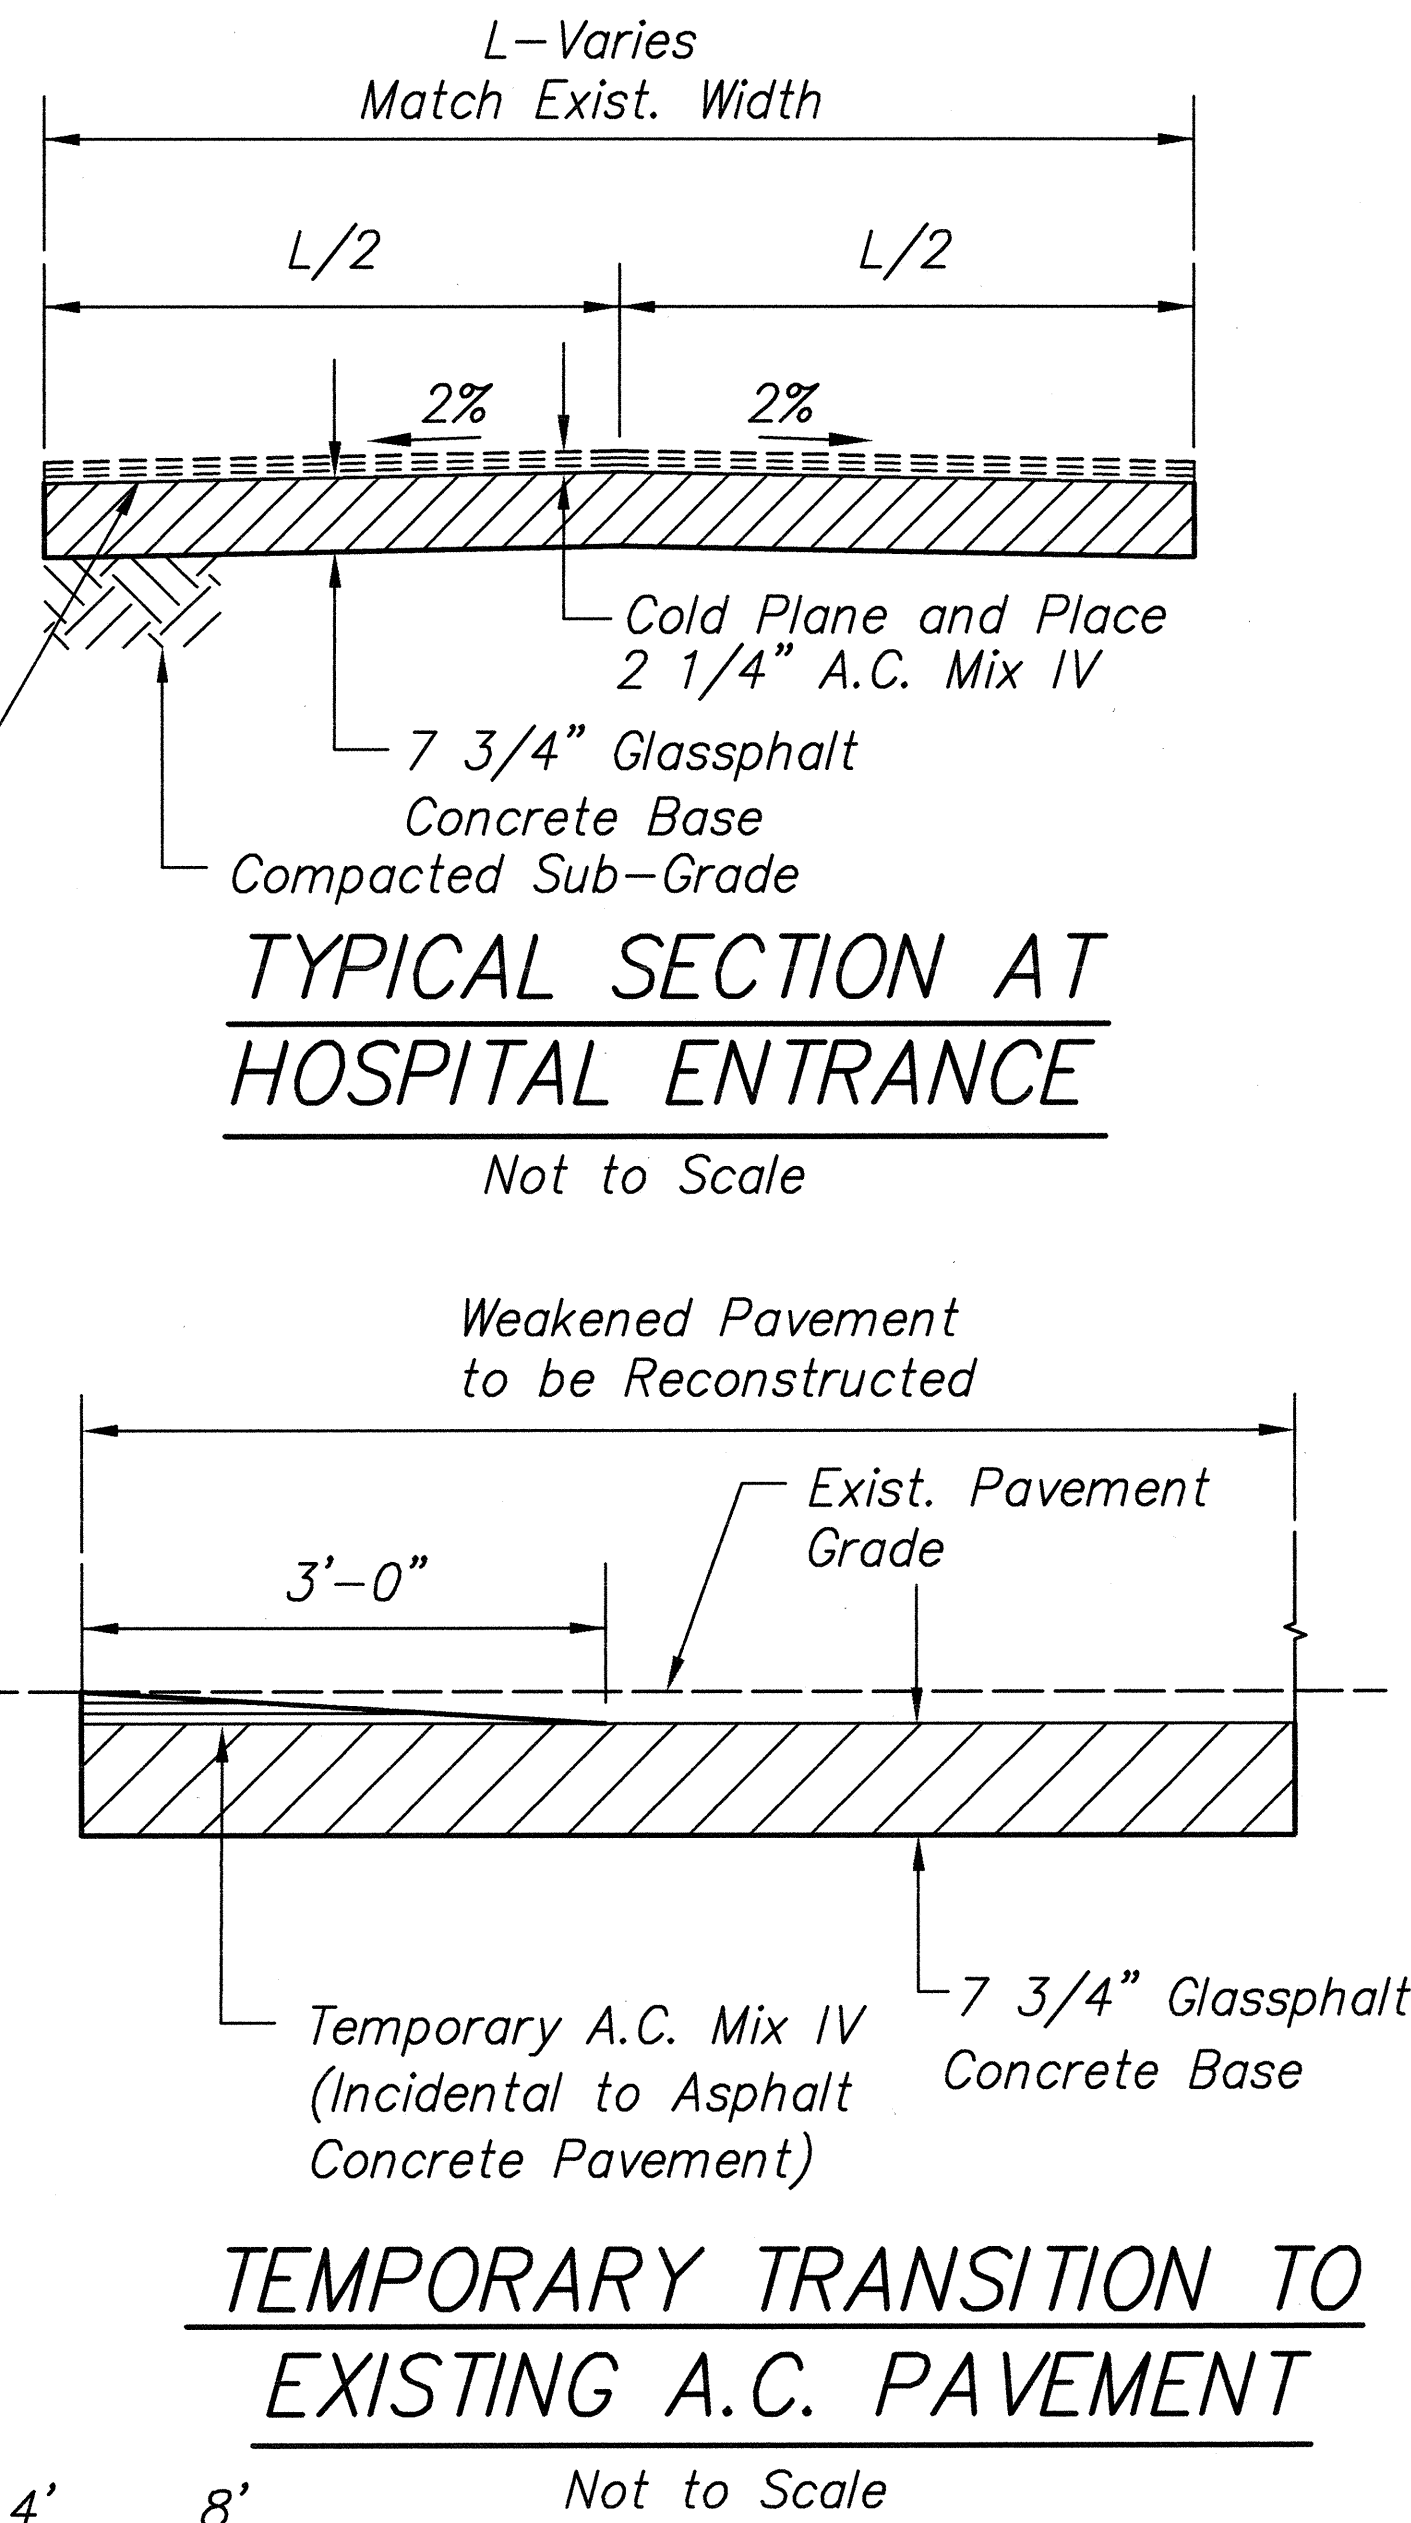 L-Varies
Match Exist. Width
L/2
L/2
2%
2%
Cold Plane and Place
2 1/4” A.C. Mix IV
7 3/4” Glassphalt
Concrete Base
Compacted Sub-Grade
TYPICAL SECTION AT
HOSPITAL ENTRANCE
Not to Scale
Weakened Pavement
to be Reconstructed
Exist. Pavement
Grade
3'-0”
7 3/4” Glassphalt
Concrete Base
Temporary A.C. Mix IV
(Incidental to Asphalt
Concrete Pavement)
TEMPORARY TRANSITION TO
EXISTING A.C. PAVEMENT
Not to Scale
4' 8'